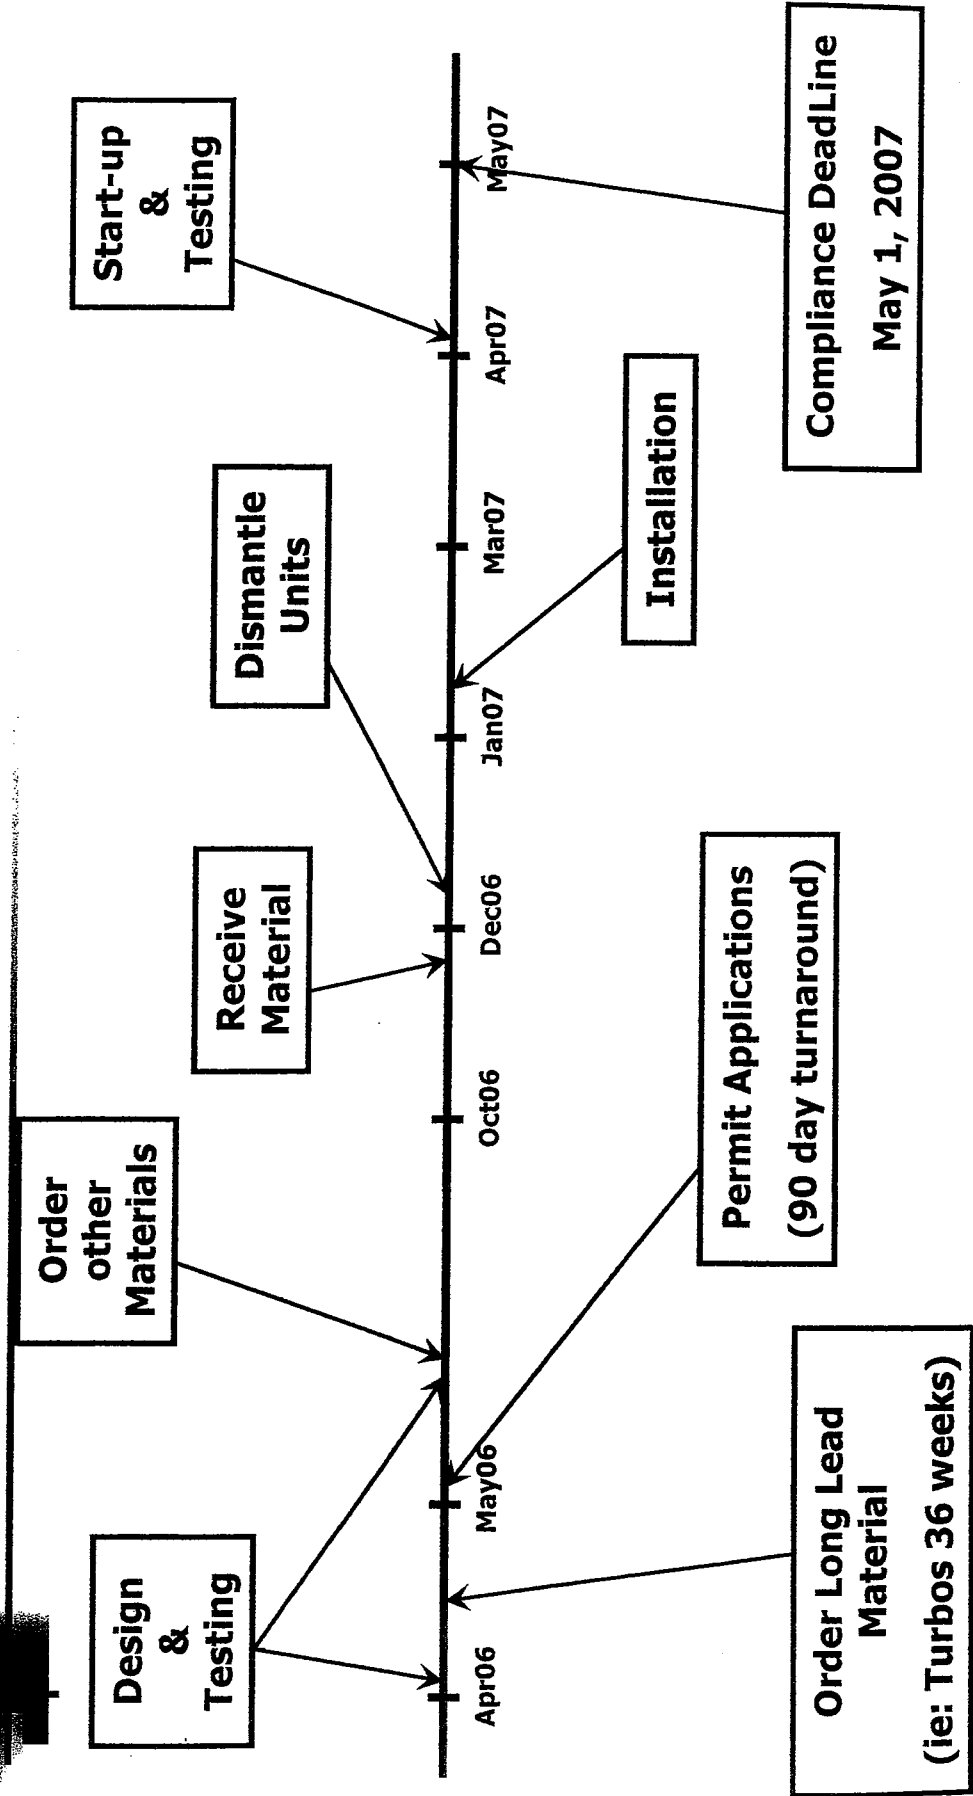 Order
other
Materials
Design
&
Testing
Receive
Material
Dismantle
Units
Start-up
&
Testing
Apr06
May06
Oct06
Dec06
Jan07
Mar07
Apr07
May07
Order Long Lead
Material
(ie: Turbos 36 weeks)
Permit Applications
(90 day turnaround)
Installation
Compliance DeadLine
May 1, 2007